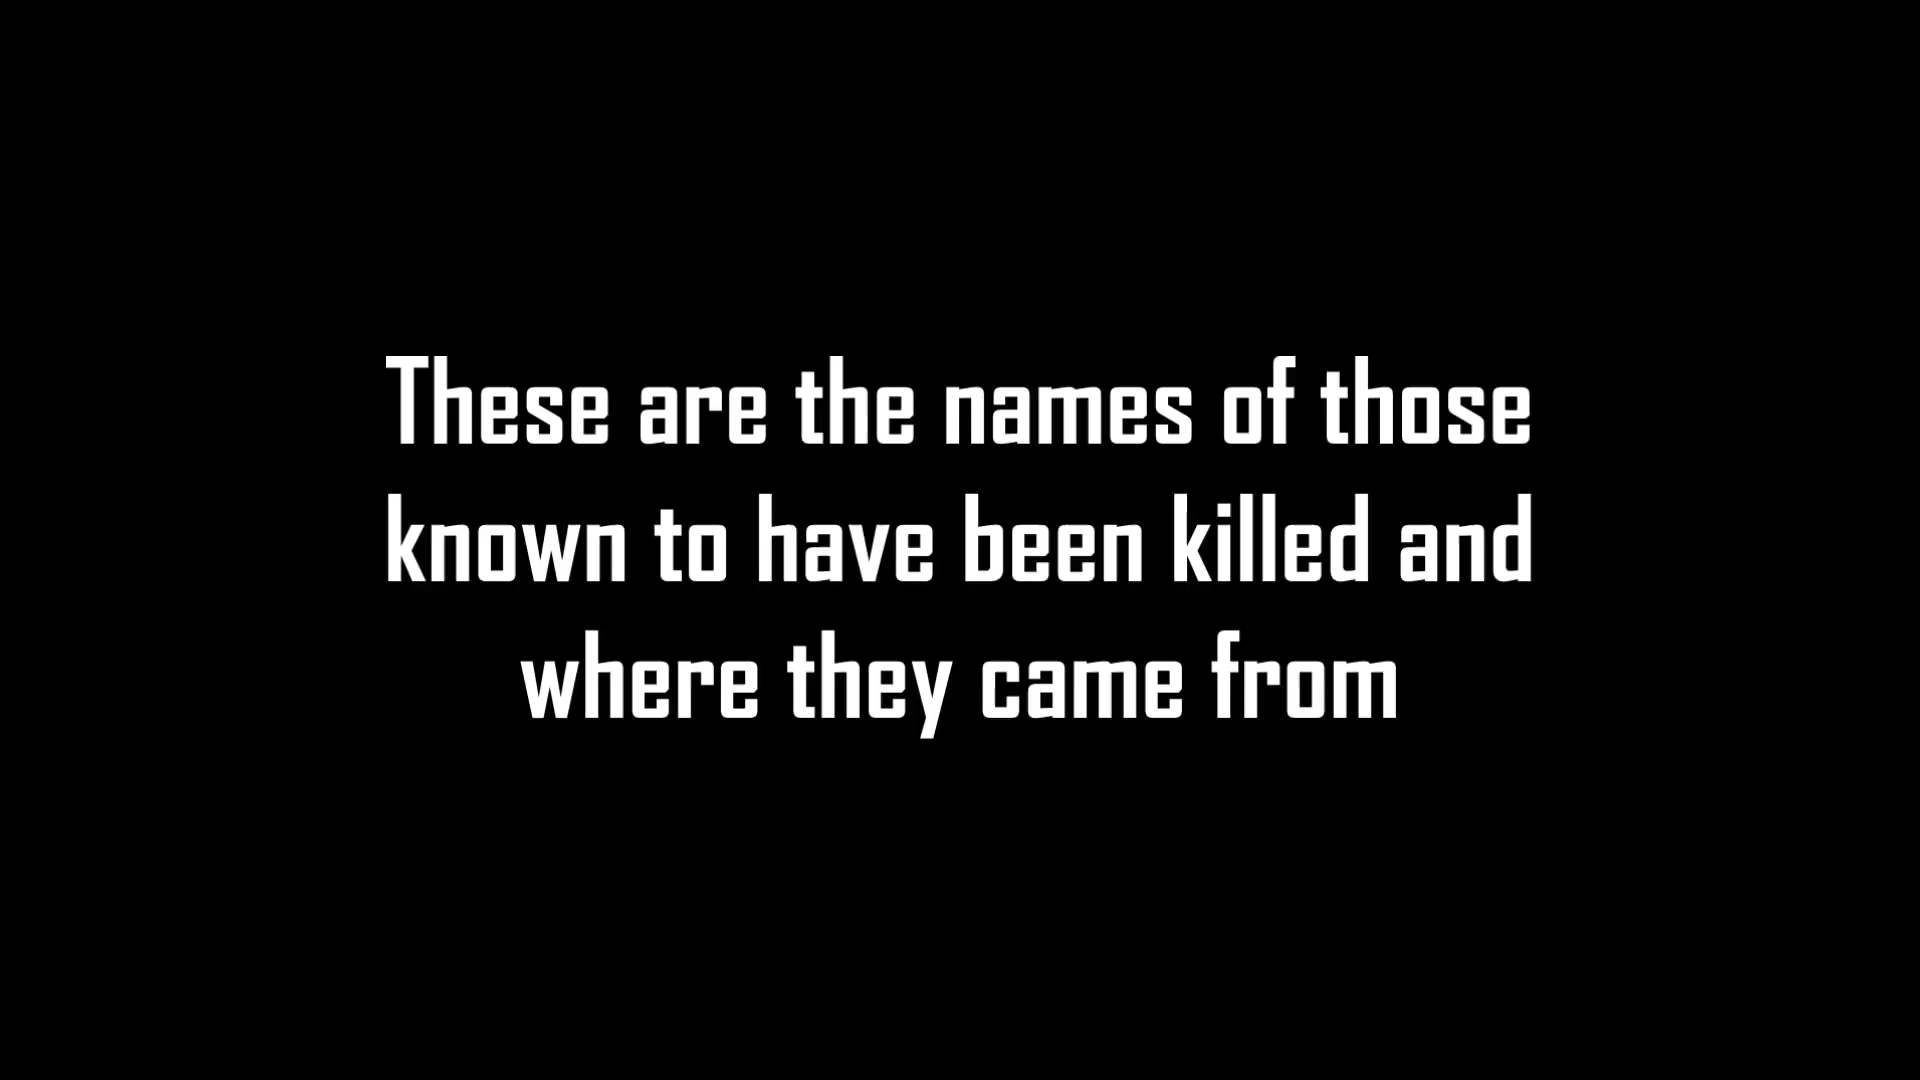 These are the names of those
known to have been killed and
where they came from